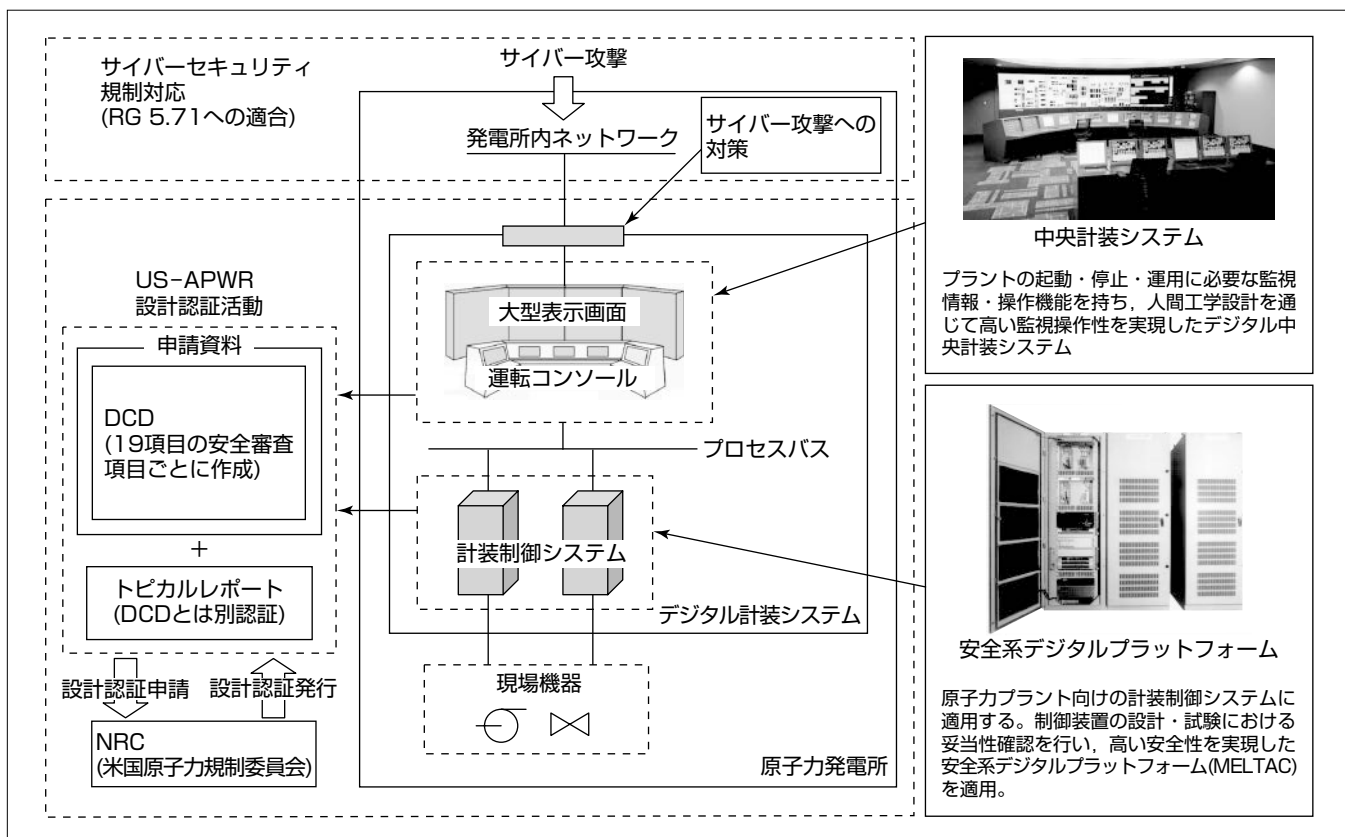 サイバーセキュリティ
規制対応
(RG 5.71への適合)
サイバー攻撃
発電所内ネットワーク
サイバー攻撃への
対策
US-APWR
設計認証活動
申請資料
DCD
(19項目の安全審査
項目ごとに作成)
+
トピカルレポート
(DCDとは別認証)
設計認証申請
設計認証発行
NRC
(米国原子力規制委員会)
大型表示画面
運転コンソール
プロセスバス
計装制御システム
デジタル計装システム
現場機器
原子力発電所
中央計装システム
プラントの起動・停止・運用に必要な監視
情報・操作機能を持ち，人間工学設計を通
じて高い監視操作性を実現したデジタル中
央計装システム
安全系デジタルプラットフォーム
原子力プラント向けの計装制御システムに
適用する。制御装置の設計・試験における
妥当性確認を行い，高い安全性を実現した
安全系デジタルプラットフォーム(MELTAC)
を適用。